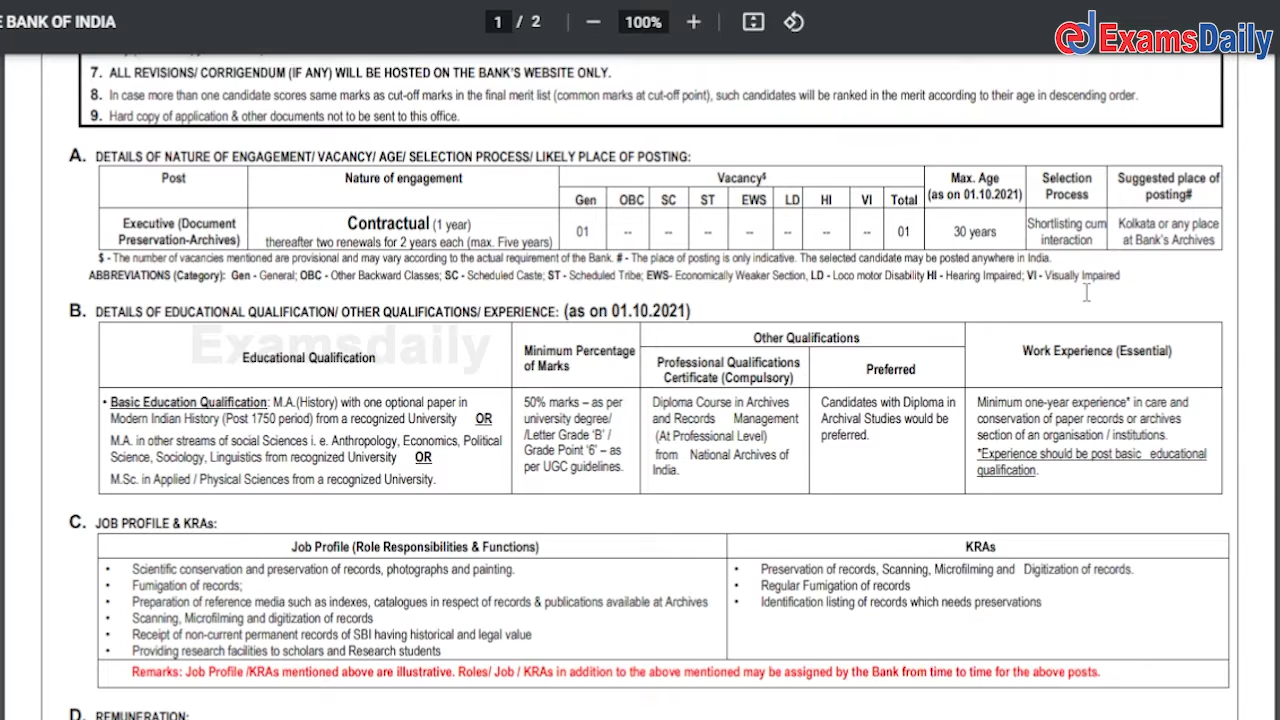 E BANK OF INDIA
1 / 2
100%
ExamsDaily
7. ALL REVISIONS/ CORRIGENDUM (IF ANY) WILL BE HOSTED ON THE BANK'S WEBSITE ONLY.
8. In case more than one candidate scores same marks as cut-off marks in the final merit list (common marks at cut-off point), such candidates will be ranked in the merit according to their age in descending order.
9. Hard copy of application & other documents not to be sent to this office.
A. DETAILS OF NATURE OF ENGAGEMENT/ VACANCY/ AGE/ SELECTION PROCESS/ LIKELY PLACE OF POSTING:
Post
Nature of engagement
Vacancy$
Gen OBC SC ST EWS LD HI VI Total
Max. Age
(as on 01.10.2021)
Selection
Process
Suggested place of
posting#
Executive (Document
Preservation-Archives)
Contractual (1 year)
thereafter two renewals for 2 years each (max. Five years)
01 -- -- -- -- -- -- -- 01
30 years
Shortlisting cum
interaction
Kolkata or any place
at Bank's Archives
$ - The number of vacancies mentioned are provisional and may vary according to the actual requirement of the Bank. # - The place of posting is only indicative. The selected candidate may be posted anywhere in India.
ABBREVIATIONS (Category): Gen - General; OBC - Other Backward Classes; SC - Scheduled Caste; ST - Scheduled Tribe; EWS- Economically Weaker Section, LD - Loco motor Disability HI - Hearing Impaired; VI - Visually Impaired
B. DETAILS OF EDUCATIONAL QUALIFICATION/ OTHER QUALIFICATIONS/ EXPERIENCE: (as on 01.10.2021)
Examsdaily
Educational Qualification
Minimum Percentage
of Marks
Other Qualifications
Professional Qualifications
Certificate (Compulsory)
Preferred
Work Experience (Essential)
• Basic Education Qualification: M.A.(History) with one optional paper in
Modern Indian History (Post 1750 period) from a recognized University OR
M.A. in other streams of social Sciences i. e. Anthropology, Economics, Political
Science, Sociology, Linguistics from recognized University OR
M.Sc. in Applied / Physical Sciences from a recognized University.
50% marks – as per
university degree/
/Letter Grade 'B' /
Grade Point '6' – as
per UGC guidelines.
Diploma Course in Archives
and Records Management
(At Professional Level)
from National Archives of
India.
Candidates with Diploma in
Archival Studies would be
preferred.
Minimum one-year experience* in care and
conservation of paper records or archives
section of an organisation / institutions.
*Experience should be post basic educational
qualification.
C. JOB PROFILE & KRAs:
Job Profile (Role Responsibilities & Functions)
KRAs
• Scientific conservation and preservation of records, photographs and painting.
• Fumigation of records;
• Preparation of reference media such as indexes, catalogues in respect of records & publications available at Archives
• Scanning, Microfilming and digitization of records
• Receipt of non-current permanent records of SBI having historical and legal value
• Providing research facilities to scholars and Research students
• Preservation of records, Scanning, Microfilming and Digitization of records.
• Regular Fumigation of records
• Identification listing of records which needs preservations
Remarks: Job Profile /KRAs mentioned above are illustrative. Roles/ Job / KRAs in addition to the above mentioned may be assigned by the Bank from time to time for the above posts.
D. REMUNERATION: